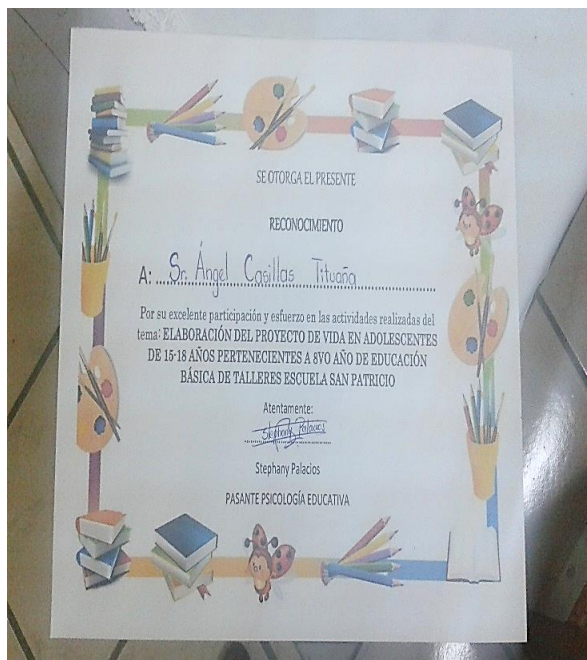 SE OTORGA EL PRESENTE
RECONOCIMIENTO
A: Sr. Ángel Casillas Tituaña
Por su excelente participación y esfuerzo en las actividades realizadas del
tema: ELABORACIÓN DEL PROYECTO DE VIDA EN ADOLESCENTES
DE 15-18 AÑOS PERTENECIENTES A 8VO AÑO DE EDUCACIÓN
BÁSICA DE TALLERES ESCUELA SAN PATRICIO
Atentamente:
Stephany Palacios
Stephany Palacios
PASANTE PSICOLOGÍA EDUCATIVA